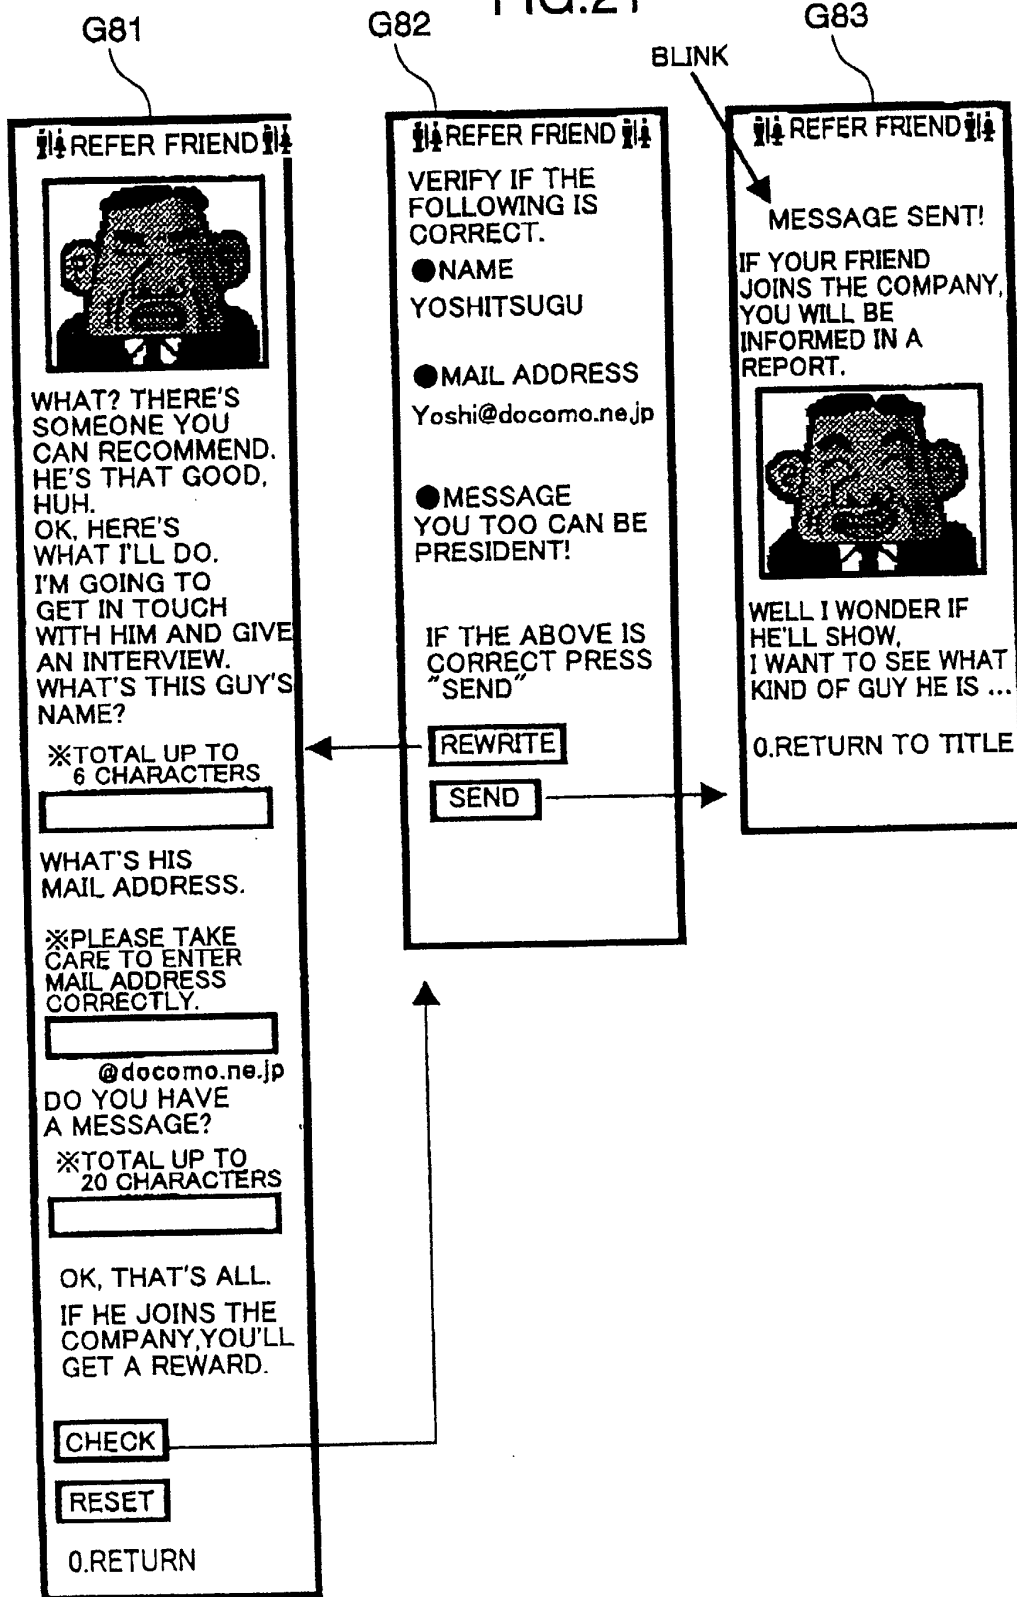 FIG.21
G81
G82
G83
BLINK
REFER FRIEND
WHAT? THERE'S
SOMEONE YOU
CAN RECOMMEND.
HE'S THAT GOOD,
HUH.
OK, HERE'S
WHAT I'LL DO.
I'M GOING TO
GET IN TOUCH
WITH HIM AND GIVE
AN INTERVIEW.
WHAT'S THIS GUY'S
NAME?
※TOTAL UP TO
6 CHARACTERS
WHAT'S HIS
MAIL ADDRESS.
※PLEASE TAKE
CARE TO ENTER
MAIL ADDRESS
CORRECTLY.
@docomo.ne.jp
DO YOU HAVE
A MESSAGE?
※TOTAL UP TO
20 CHARACTERS
OK, THAT'S ALL.
IF HE JOINS THE
COMPANY,YOU'LL
GET A REWARD.
CHECK
RESET
0.RETURN
REFER FRIEND
VERIFY IF THE
FOLLOWING IS
CORRECT.
●NAME
YOSHITSUGU
●MAIL ADDRESS
Yoshi@docomo.ne.jp
●MESSAGE
YOU TOO CAN BE
PRESIDENT!
IF THE ABOVE IS
CORRECT PRESS
"SEND"
REWRITE
SEND
REFER FRIEND
MESSAGE SENT!
IF YOUR FRIEND
JOINS THE COMPANY,
YOU WILL BE
INFORMED IN A
REPORT.
WELL I WONDER IF
HE'LL SHOW,
I WANT TO SEE WHAT
KIND OF GUY HE IS ...
0.RETURN TO TITLE